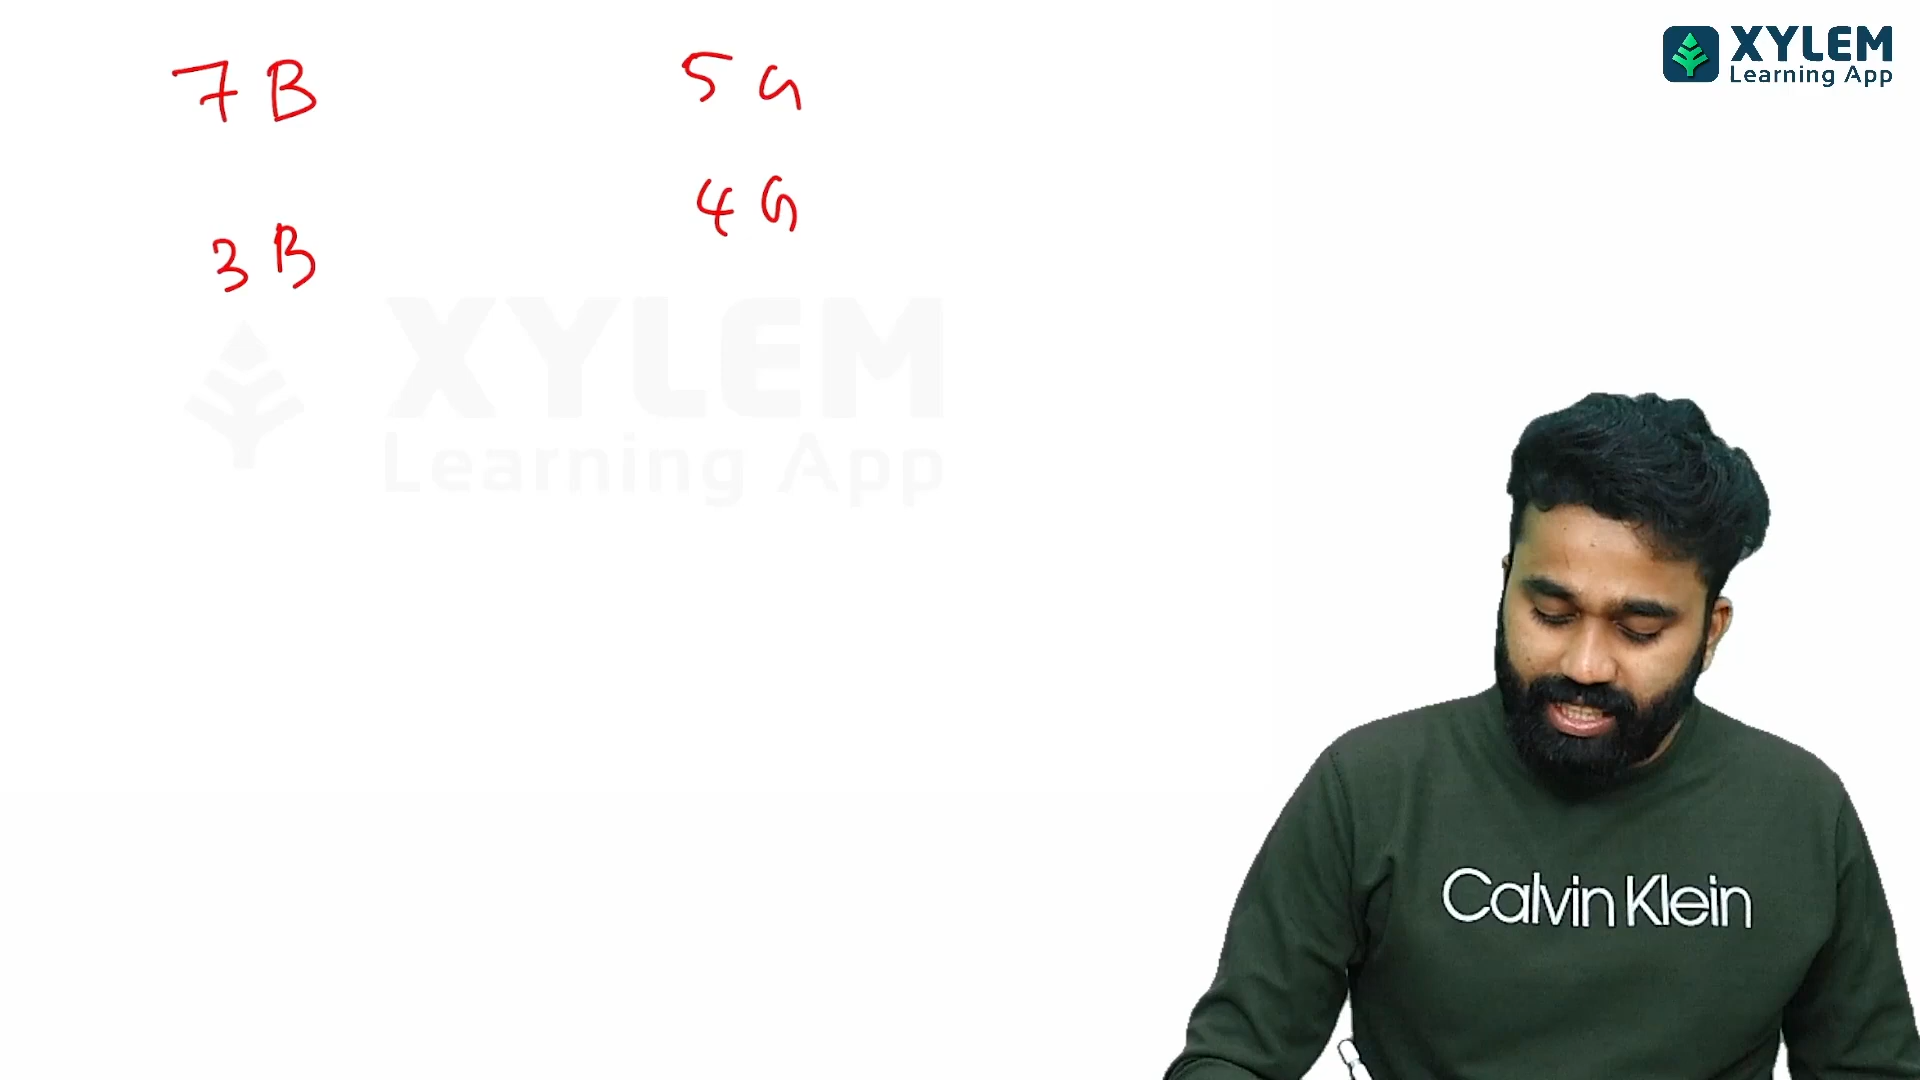 XYLEM
Learning App
7 B
5 G
4 G
3 B
XYLEM
Learning App
Calvin Klein